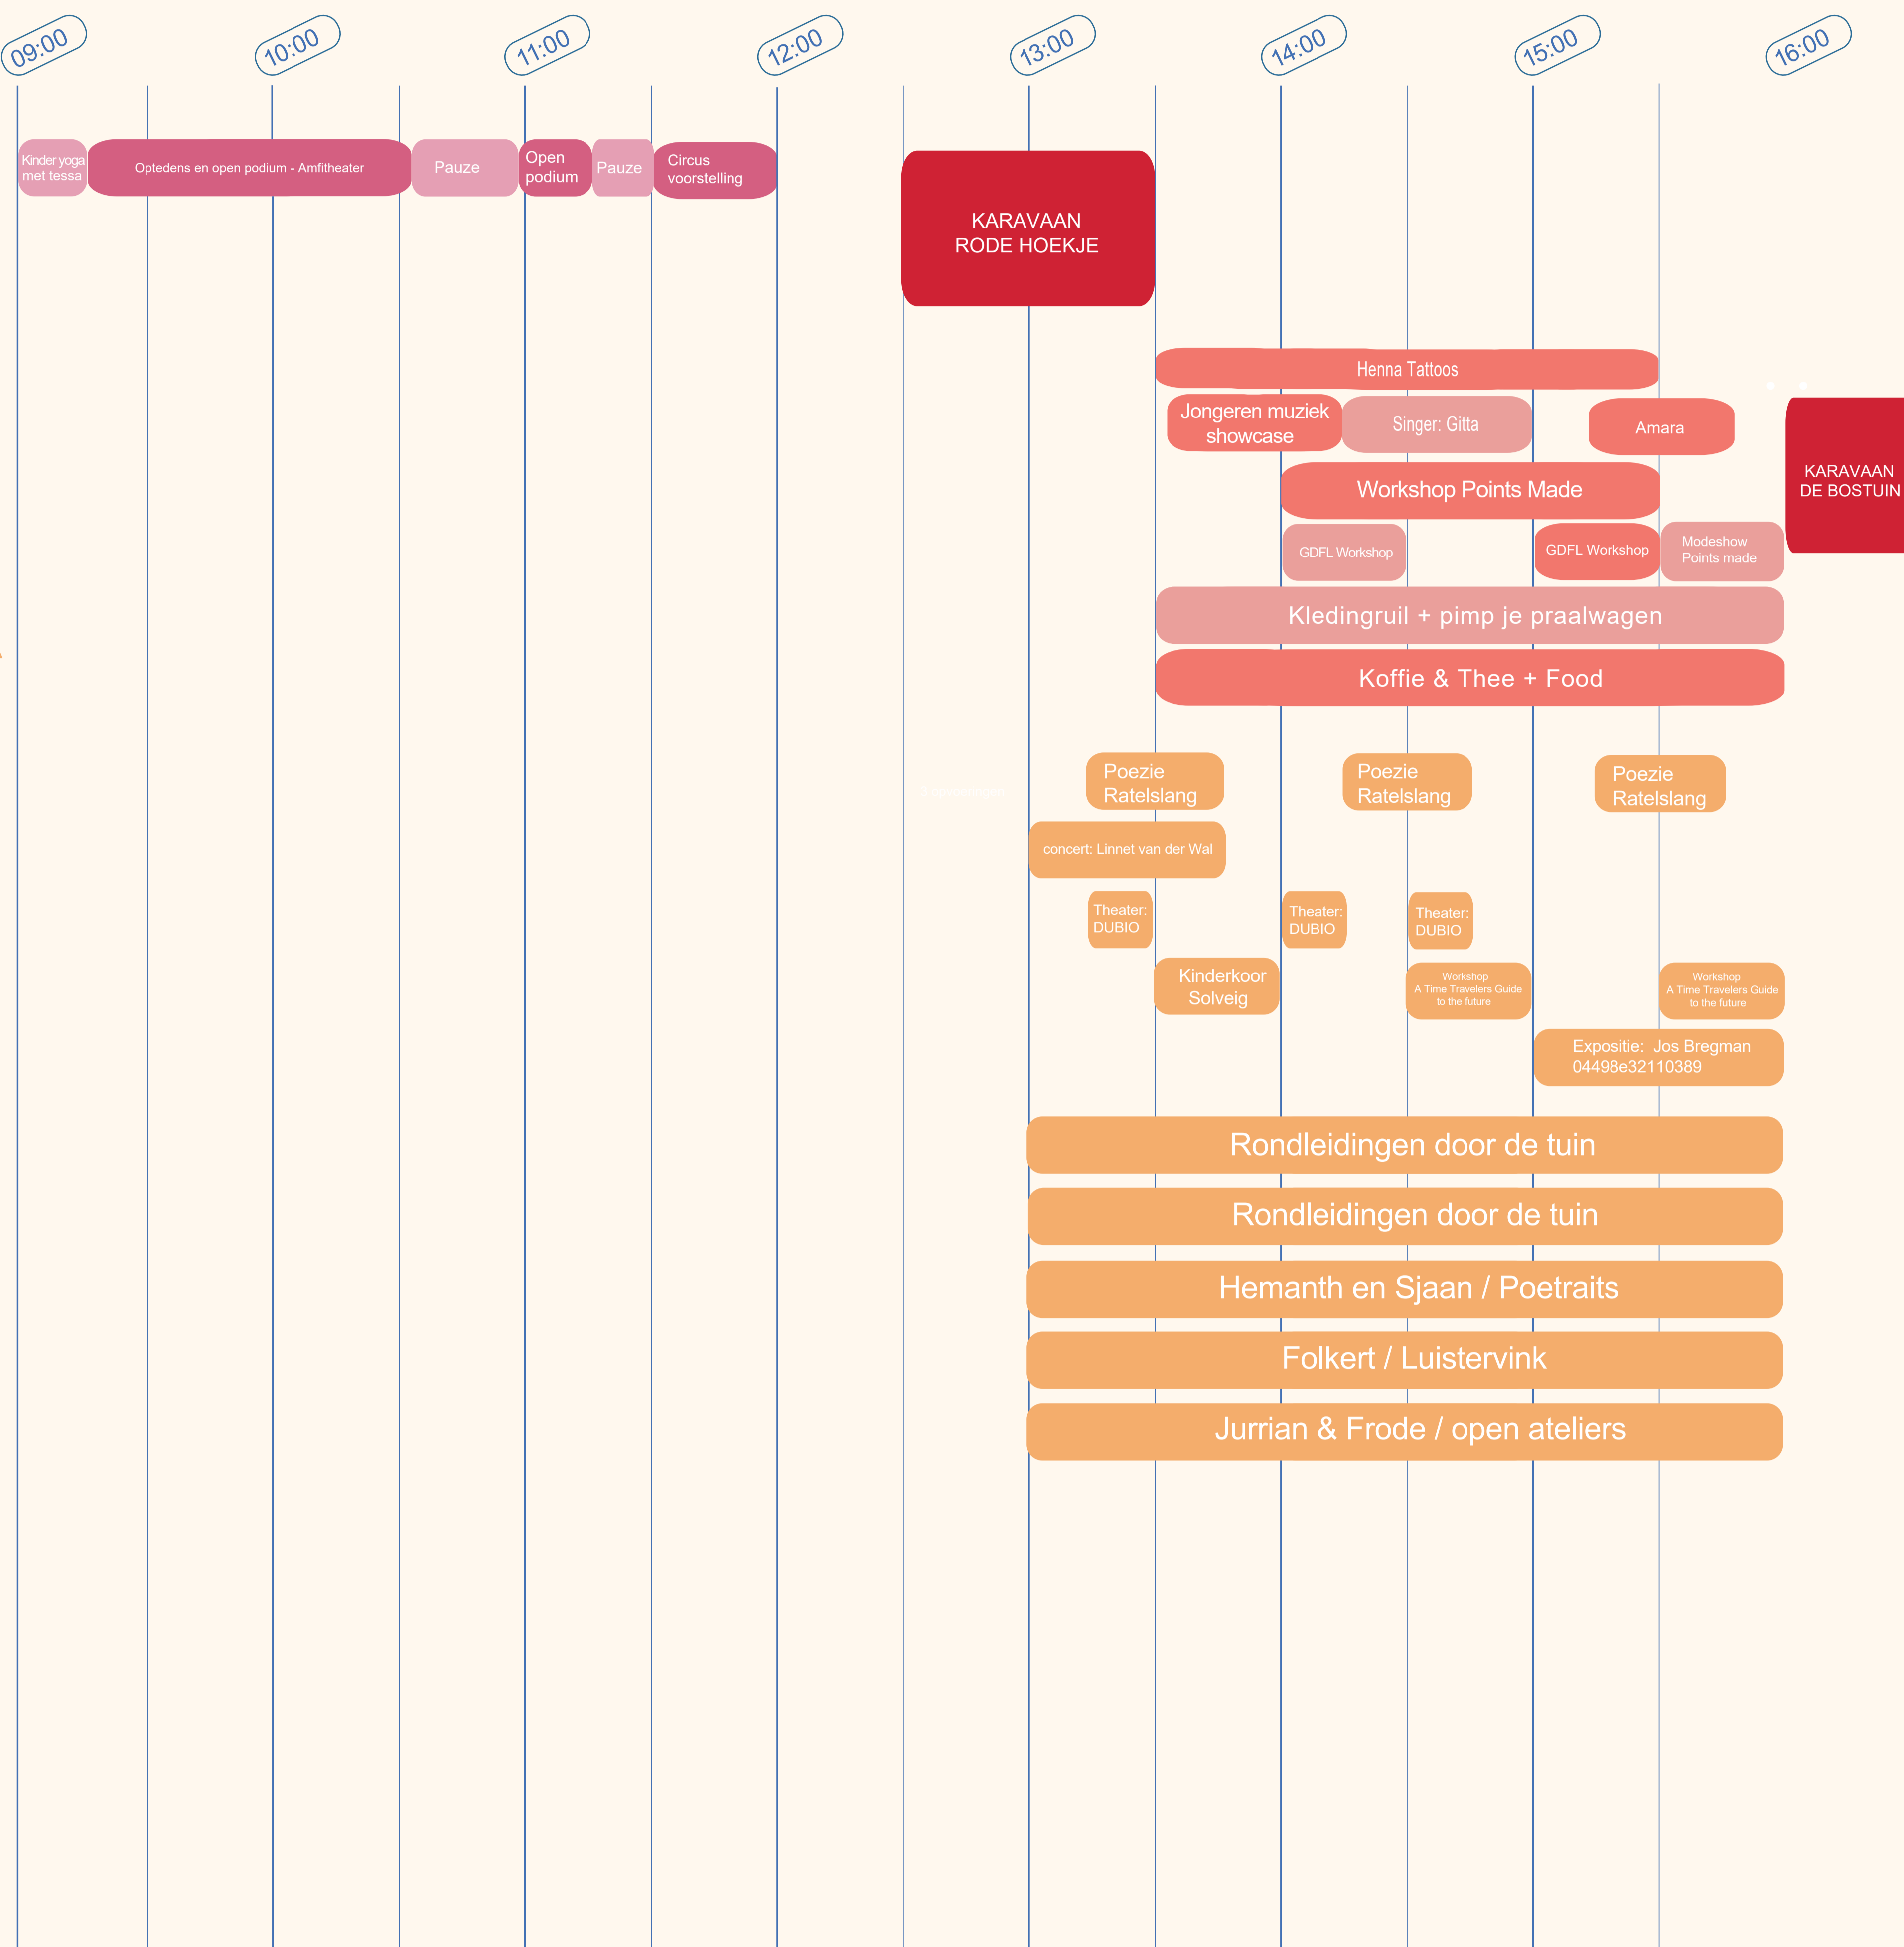 09:00
10:00
11:00
12:00
13:00
14:00
15:00
16:00
Kinder yoga
met tessa
Optedens en open podium - Amfitheater
Pauze
Open
podium
Pauze
Circus
voorstelling
KARAVAAN
RODE HOEKJE
Henna Tattoos
Jongeren muziek
showcase
Singer: Gitta
Amara
Workshop Points Made
KARAVAAN
DE BOSTUIN
GDFL Workshop
GDFL Workshop
Modeshow
Points made
Kledingruil + pimp je praalwagen
Koffie & Thee + Food
Poezie
Ratelslang
Poezie
Ratelslang
Poezie
Ratelslang
concert: Linnet van der Wal
Theater:
DUBIO
Theater:
DUBIO
Theater:
DUBIO
Kinderkoor
Solveig
Workshop
A Time Travelers Guide
to the future
Workshop
A Time Travelers Guide
to the future
Expositie: Jos Bregman
04498e32110389
Rondleidingen door de tuin
Rondleidingen door de tuin
Hemanth en Sjaan / Poetraits
Folkert / Luistervink
Jurrian & Frode / open ateliers